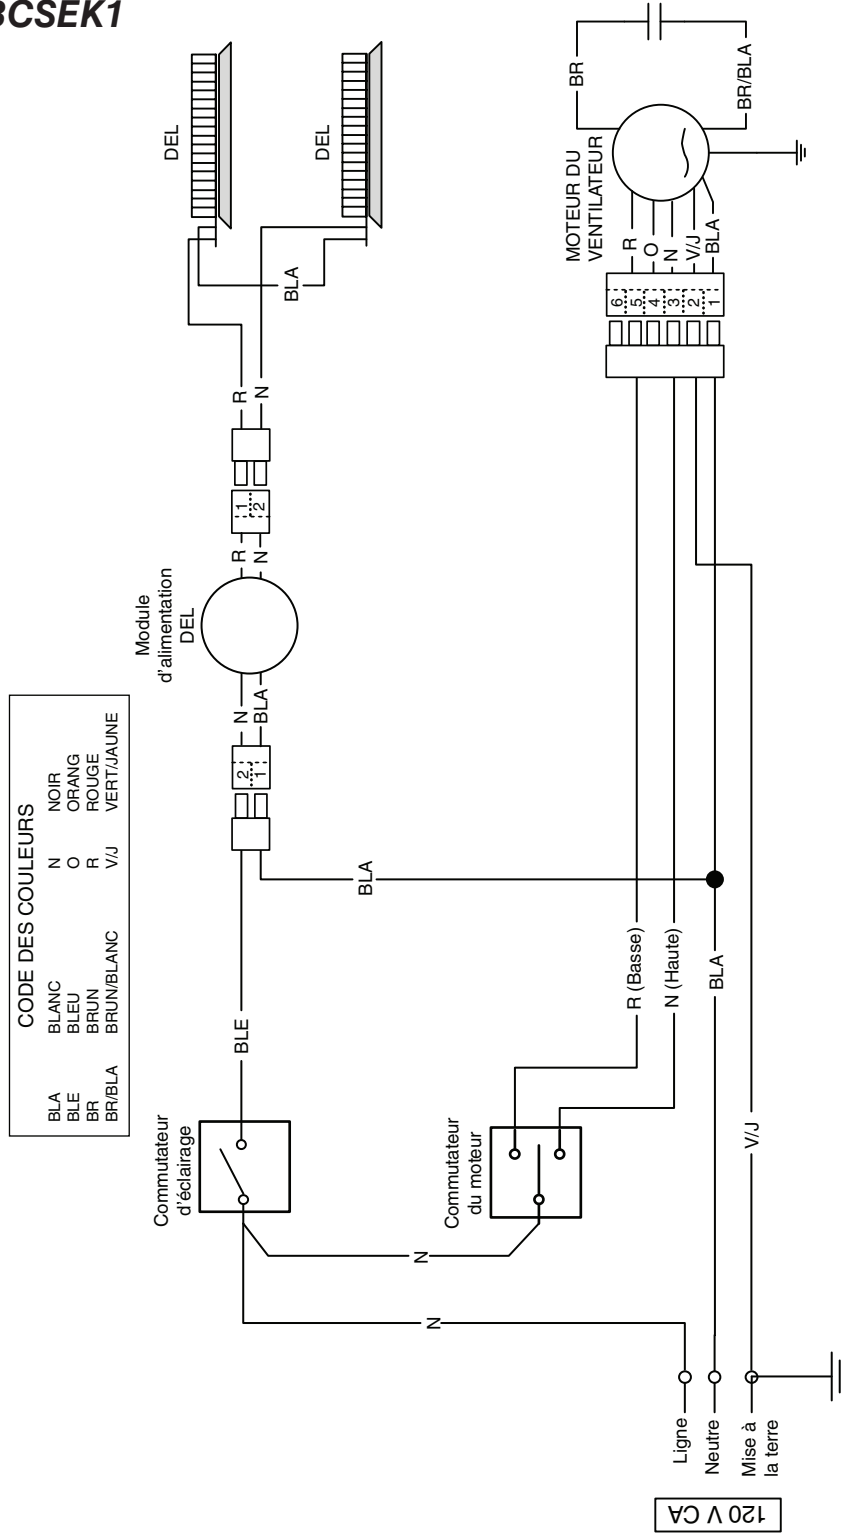 BCSEK1
CODE DES COULEURS
BLA BLANC N NOIR
BLE BLEU O ORANG
BR BRUN R ROUGE
BR/BLA BRUN/BLANC V/J VERT/JAUNE
DEL
DEL
BLA
R
N
1
2
R
N
Module
d'alimentation
DEL
N
BLA
2
1
BLE
BLA
Commutateur
d'éclairage
Commutateur
du moteur
N
N
R (Basse)
N (Haute)
BLA
V/J
MOTEUR DU
VENTILATEUR
BR
BR/BLA
R
O
N
V/J
BLA
6
5
4
3
2
1
Ligne
Neutre
Mise à
la terre
120 V CA